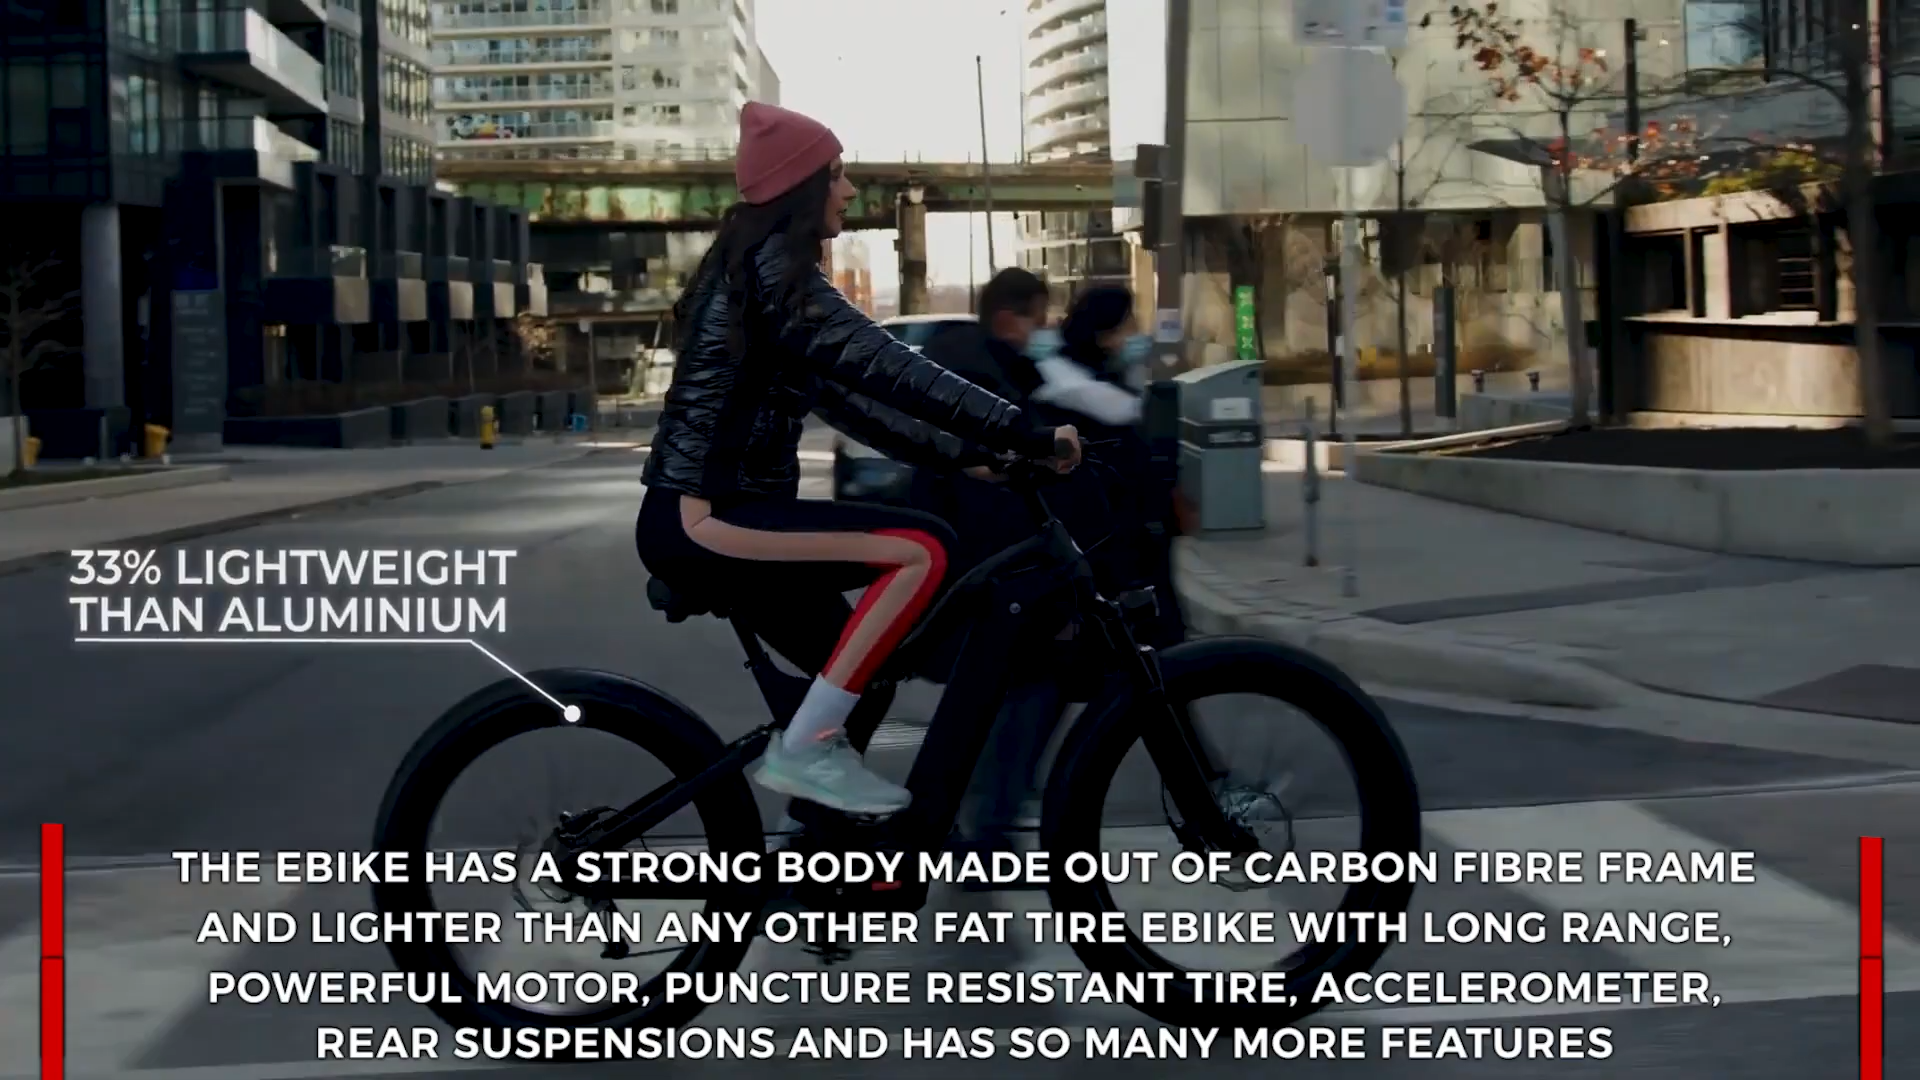 33% LIGHTWEIGHT
THAN ALUMINIUM
THE EBIKE HAS A STRONG BODY MADE OUT OF CARBON FIBRE FRAME
AND LIGHTER THAN ANY OTHER FAT TIRE EBIKE WITH LONG RANGE,
POWERFUL MOTOR, PUNCTURE RESISTANT TIRE, ACCELEROMETER,
REAR SUSPENSIONS AND HAS SO MANY MORE FEATURES